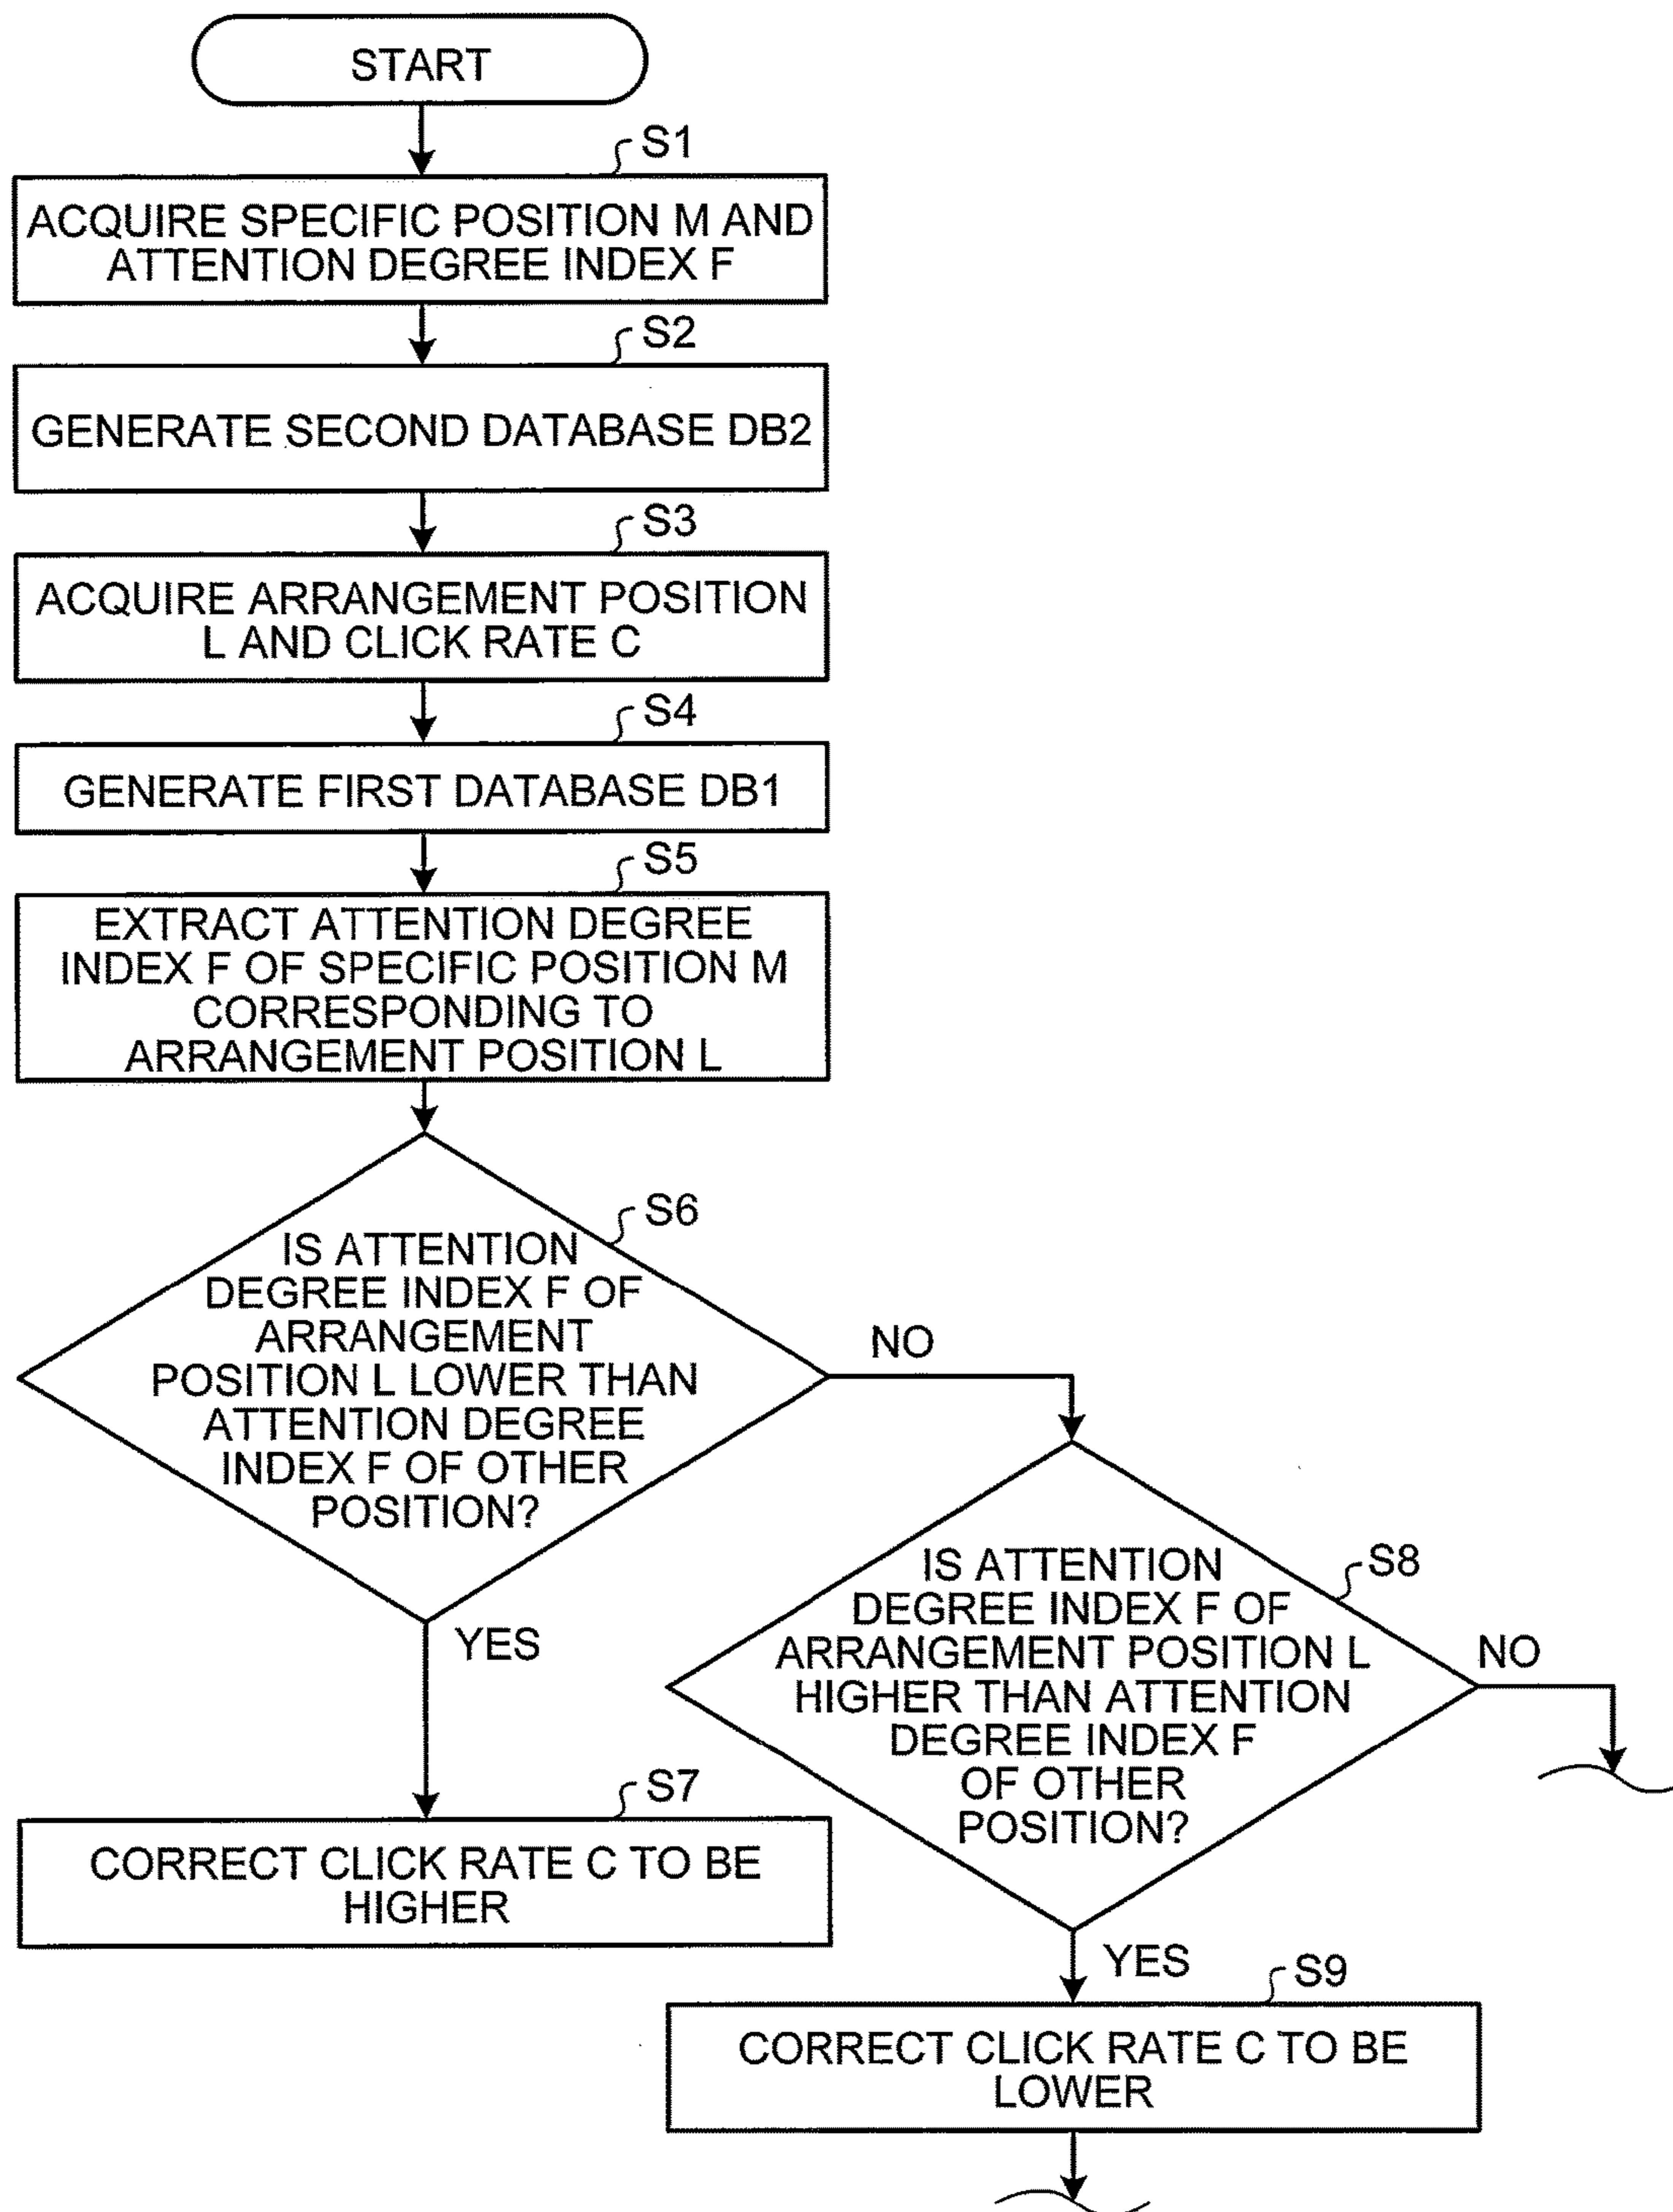 START
S1
ACQUIRE SPECIFIC POSITION M AND
ATTENTION DEGREE INDEX F
S2
GENERATE SECOND DATABASE DB2
S3
ACQUIRE ARRANGEMENT POSITION
L AND CLICK RATE C
S4
GENERATE FIRST DATABASE DB1
S5
EXTRACT ATTENTION DEGREE
INDEX F OF SPECIFIC POSITION M
CORRESPONDING TO
ARRANGEMENT POSITION L
S6
IS ATTENTION
DEGREE INDEX F OF
ARRANGEMENT
POSITION L LOWER THAN
ATTENTION DEGREE
INDEX F OF OTHER
POSITION?
NO
YES
S7
CORRECT CLICK RATE C TO BE
HIGHER
S8
IS ATTENTION
DEGREE INDEX F OF
ARRANGEMENT POSITION L
HIGHER THAN ATTENTION
DEGREE INDEX F
OF OTHER
POSITION?
NO
YES
S9
CORRECT CLICK RATE C TO BE
LOWER